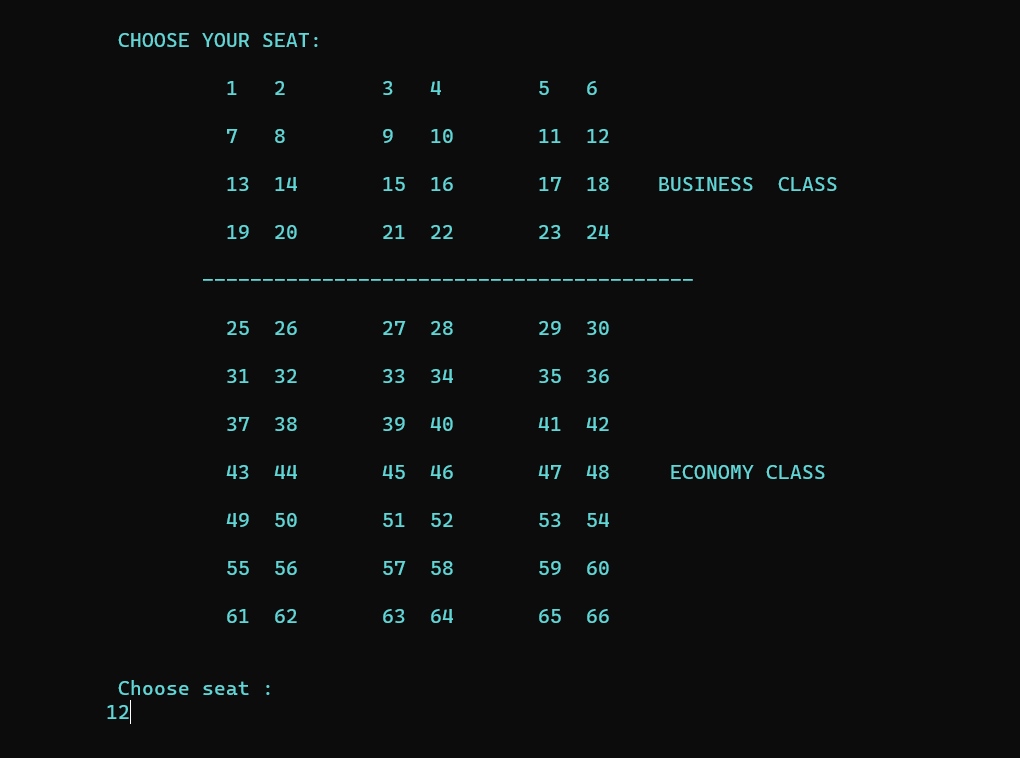 CHOOSE YOUR SEAT:
1 2 3 4 5 6
7 8 9 10 11 12
13 14 15 16 17 18 BUSINESS CLASS
19 20 21 22 23 24
-----------------------------------------
25 26 27 28 29 30
31 32 33 34 35 36
37 38 39 40 41 42
43 44 45 46 47 48 ECONOMY CLASS
49 50 51 52 53 54
55 56 57 58 59 60
61 62 63 64 65 66
Choose seat :
12